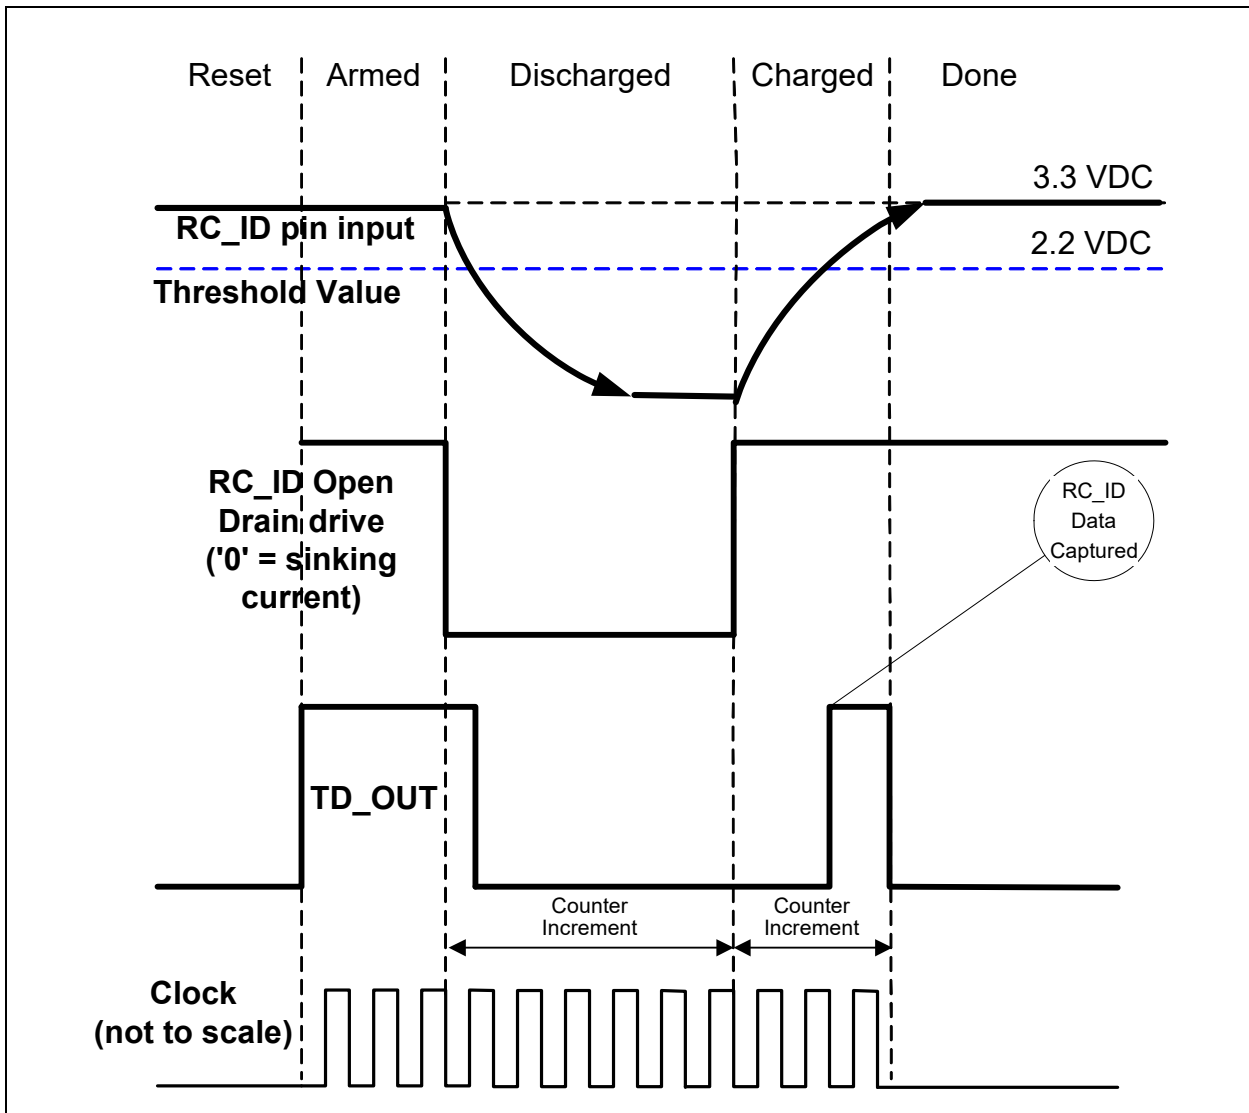 Reset Armed Discharged Charged Done
3.3 VDC
RC_ID pin input
2.2 VDC
Threshold Value
RC_ID Open
Drain drive
('0' = sinking
current)
RC_ID
Data
Captured
TD_OUT
Counter
Increment
Counter
Increment
Clock
(not to scale)